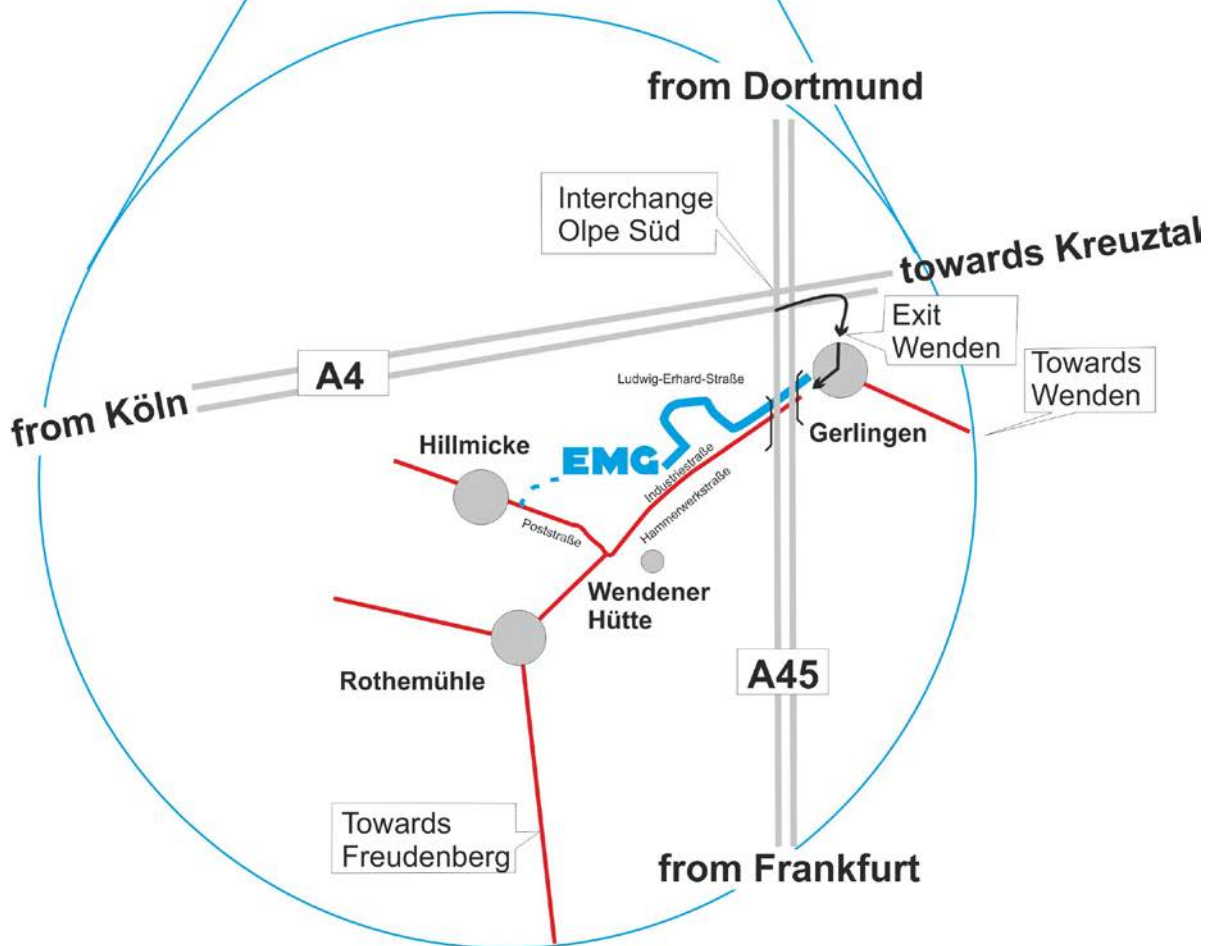 from Dortmund
Interchange
Olpe Süd
towards Kreuztal
Exit
Wenden
A4
Towards
Wenden
Ludwig-Erhard-Straße
from Köln
Gerlingen
Hillmicke
EMG
Industriestraße
Hammerwerkstraße
Poststraße
Wendener
Hütte
Rothemühle
A45
Towards
Freudenberg
from Frankfurt